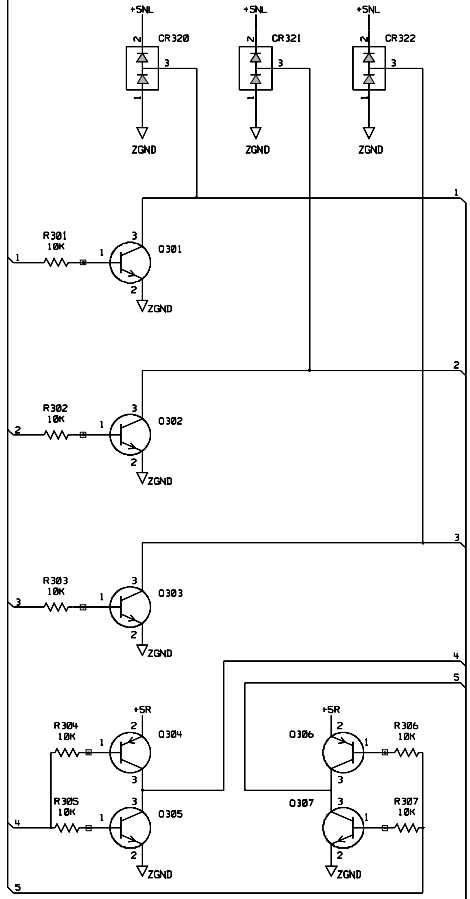 +5NL +5NL +5NL
2 CR320 2 CR321 2 CR322
3 3 3
1 1 1
ZGND ZGND ZGND
1
R301
10K
3
1 1 Q301
2
ZGND
2
R302
10K
3
2 1 Q302
2
ZGND
3
R303
10K
3
3 1 Q303
2
ZGND
4
5
+5R +5R
R304
10K
2 Q304 Q306 2 R306
10K
1 1
3 3
R305
10K
3 Q305 Q307 3 R307
10K
4 1 1
2 2
ZGND ZGND
5